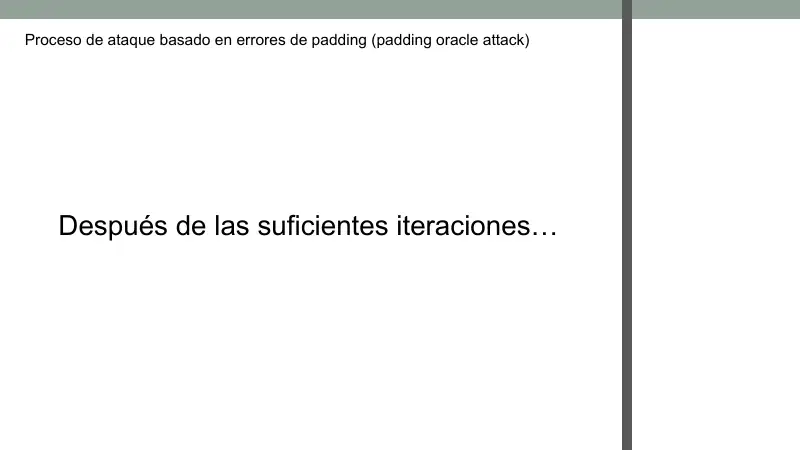 Proceso de ataque basado en errores de padding (padding oracle attack)
Después de las suficientes iteraciones…